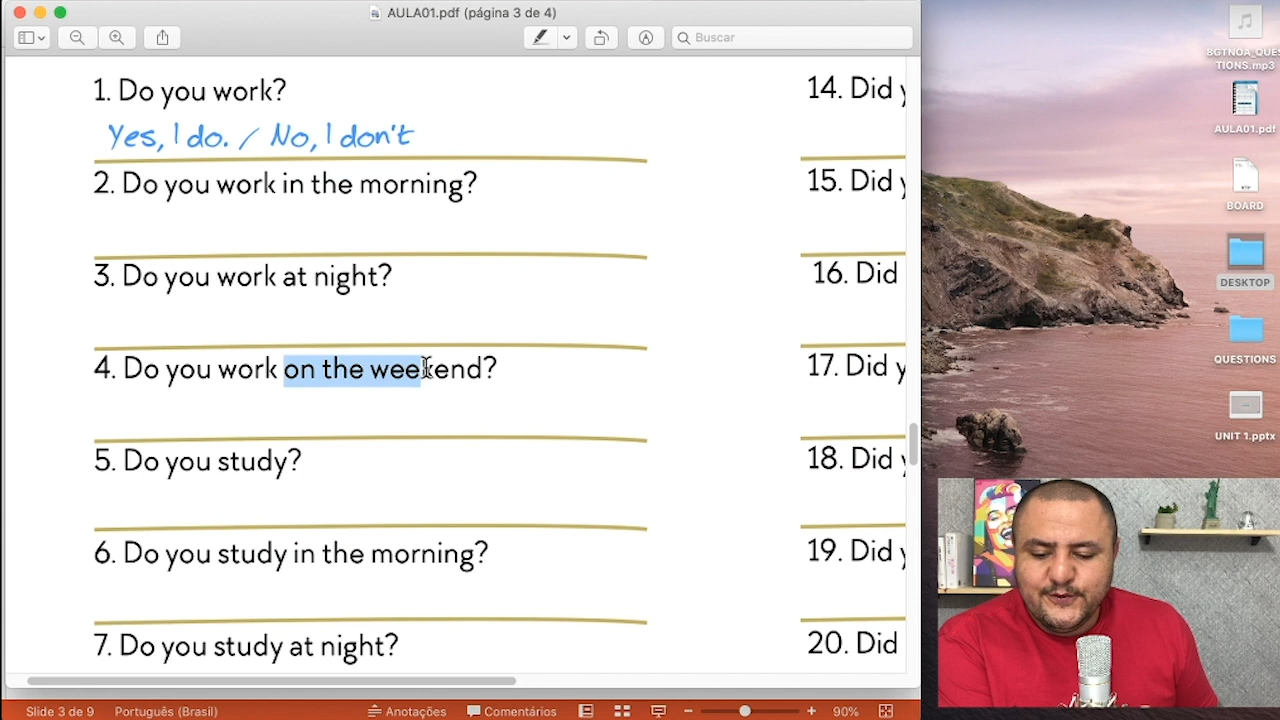 AULA01.pdf (página 3 de 4)
Buscar
1. Do you work?
Yes, I do. / No, I don't
2. Do you work in the morning?
3. Do you work at night?
4. Do you work on the weekend?
5. Do you study?
6. Do you study in the morning?
7. Do you study at night?
14. Did
15. Did
16. Did
17. Did
18. Did
19. Did
20. Did
8GTNOA_QUES
TIONS.mp3
AULA01.pdf
BOARD
DESKTOP
QUESTIONS
UNIT 1.pptx
Slide 3 de 9 Português (Brasil) Anotações Comentários 90%